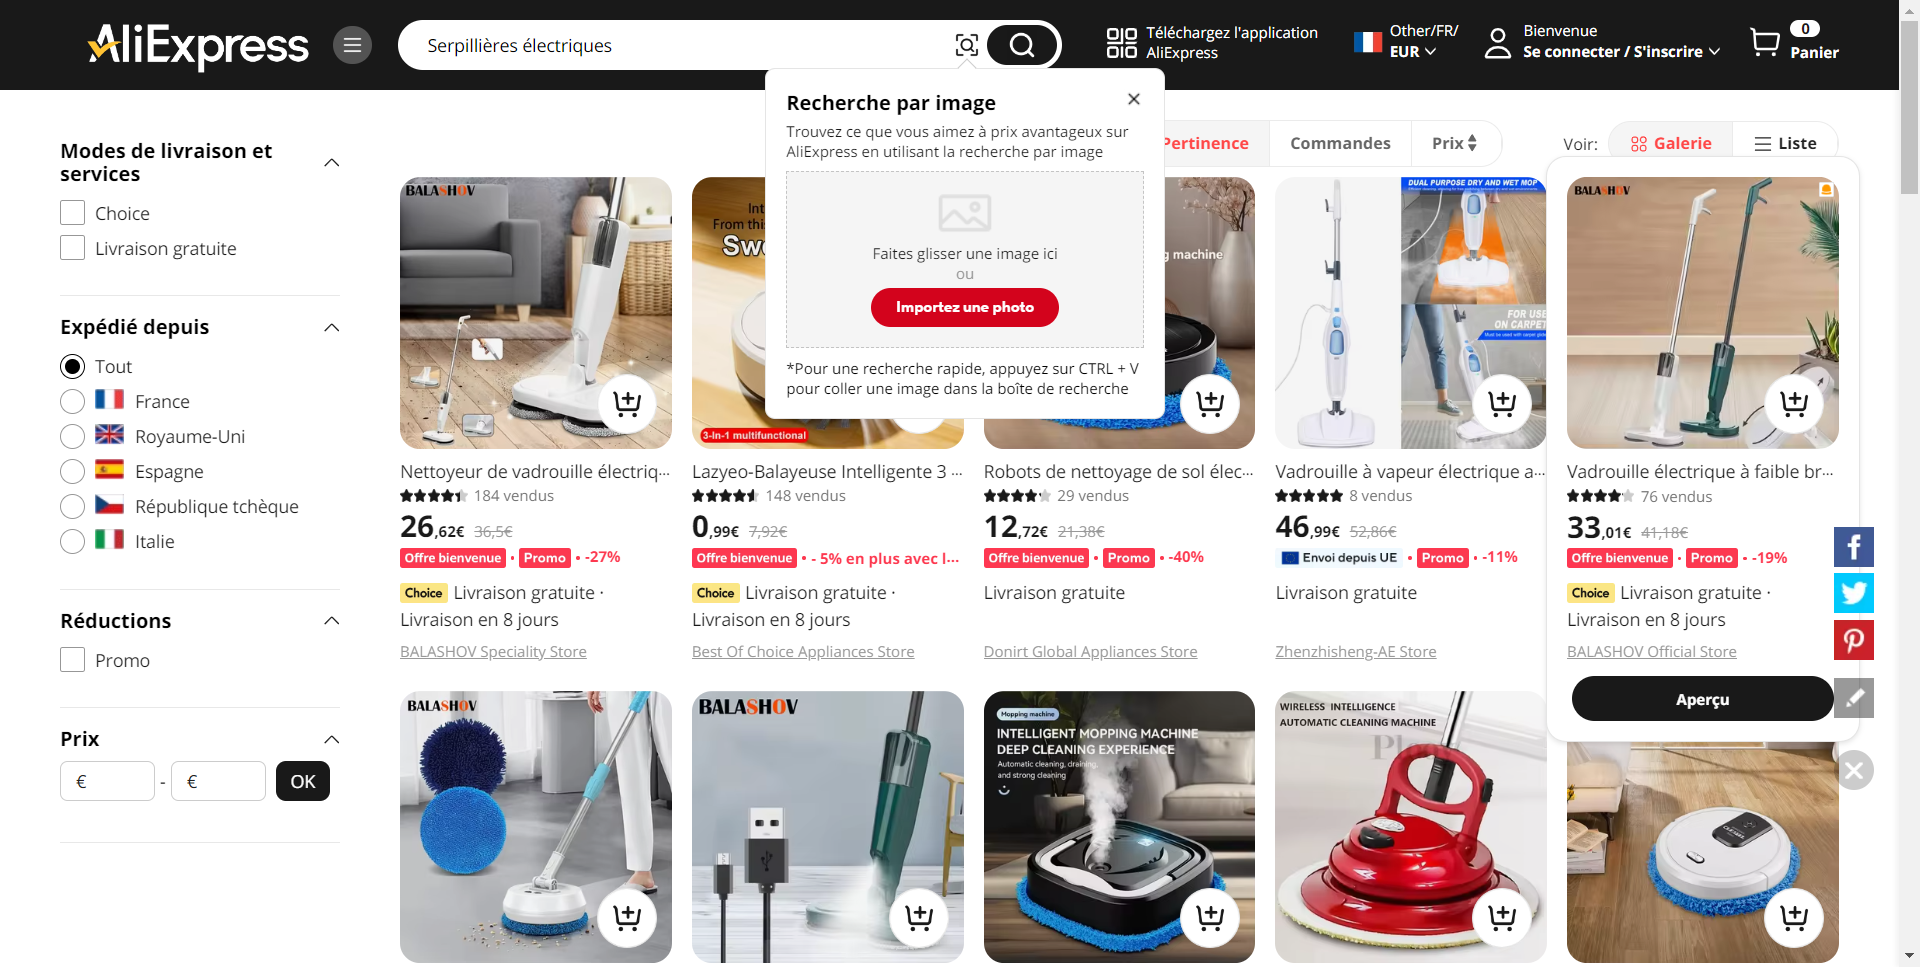 AliExpress
Serpillières électriques
Téléchargez l'application
AliExpress
Other/FR/
EUR
Bienvenue
Se connecter / S'inscrire
0
Panier
Recherche par image
Trouvez ce que vous aimez à prix avantageux sur
AliExpress en utilisant la recherche par image
Faites glisser une image ici
ou
Importez une photo
*Pour une recherche rapide, appuyez sur CTRL + V
pour coller une image dans la boîte de recherche
Pertinence
Commandes
Prix
Voir:
Galerie
Liste
Modes de livraison et
services
Choice
Livraison gratuite
Expédié depuis
Tout
France
Royaume-Uni
Espagne
République tchèque
Italie
Réductions
Promo
Prix
€ - € OK
BALASHOV
Nettoyeur de vadrouille électriq...
184 vendus
26,62€ 36,5€
Offre bienvenue • Promo • -27%
Choice Livraison gratuite ·
Livraison en 8 jours
BALASHOV Speciality Store
From this
3-in-1 multifunctional
Lazyeo-Balayeuse Intelligente 3 ...
148 vendus
0,99€ 7,92€
Offre bienvenue • - 5% en plus avec l...
Choice Livraison gratuite ·
Livraison en 8 jours
Best Of Choice Appliances Store
machine
Robots de nettoyage de sol élec...
29 vendus
12,72€ 21,38€
Offre bienvenue • Promo • -40%
Livraison gratuite
Donirt Global Appliances Store
DUAL PURPOSE DRY AND WET MOP
FOR USE
ON CARPET
Vadrouille à vapeur électrique a...
8 vendus
46,99€ 52,86€
Envoi depuis UE • Promo • -11%
Livraison gratuite
Zhenzhisheng-AE Store
BALASHOV
Vadrouille électrique à faible br...
76 vendus
33,01€ 41,18€
Offre bienvenue • Promo • -19%
Choice Livraison gratuite ·
Livraison en 8 jours
BALASHOV Official Store
Aperçu
BALASHOV
BALASHOV
Mopping machine
INTELLIGENT MOPPING MACHINE
DEEP CLEANING EXPERIENCE
Automatic cleaning, draining,
and strong cleaning
WIRELESS INTELLIGENCE
AUTOMATIC CLEANING MACHINE